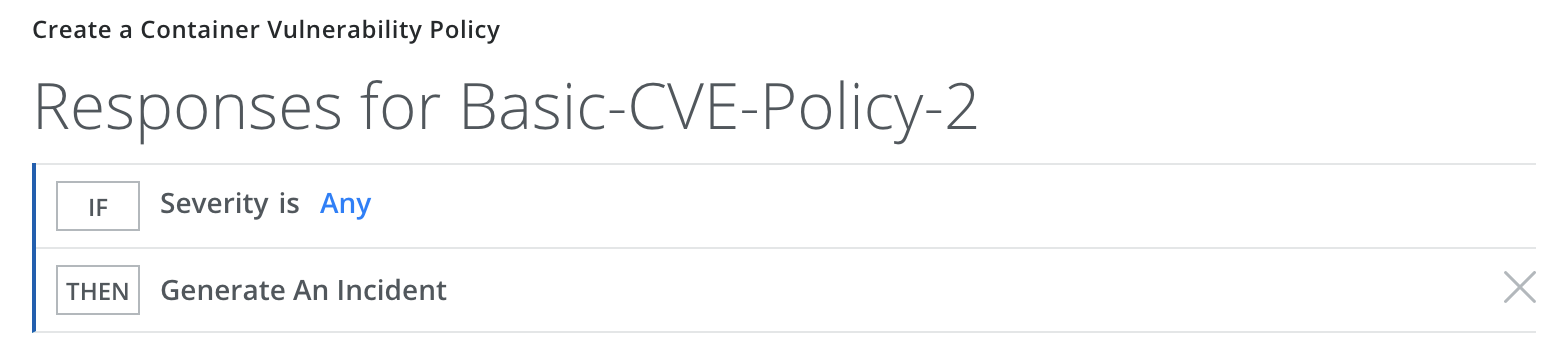 Create a Container Vulnerability Policy
Responses for Basic-CVE-Policy-2
IF Severity is Any
THEN Generate An Incident